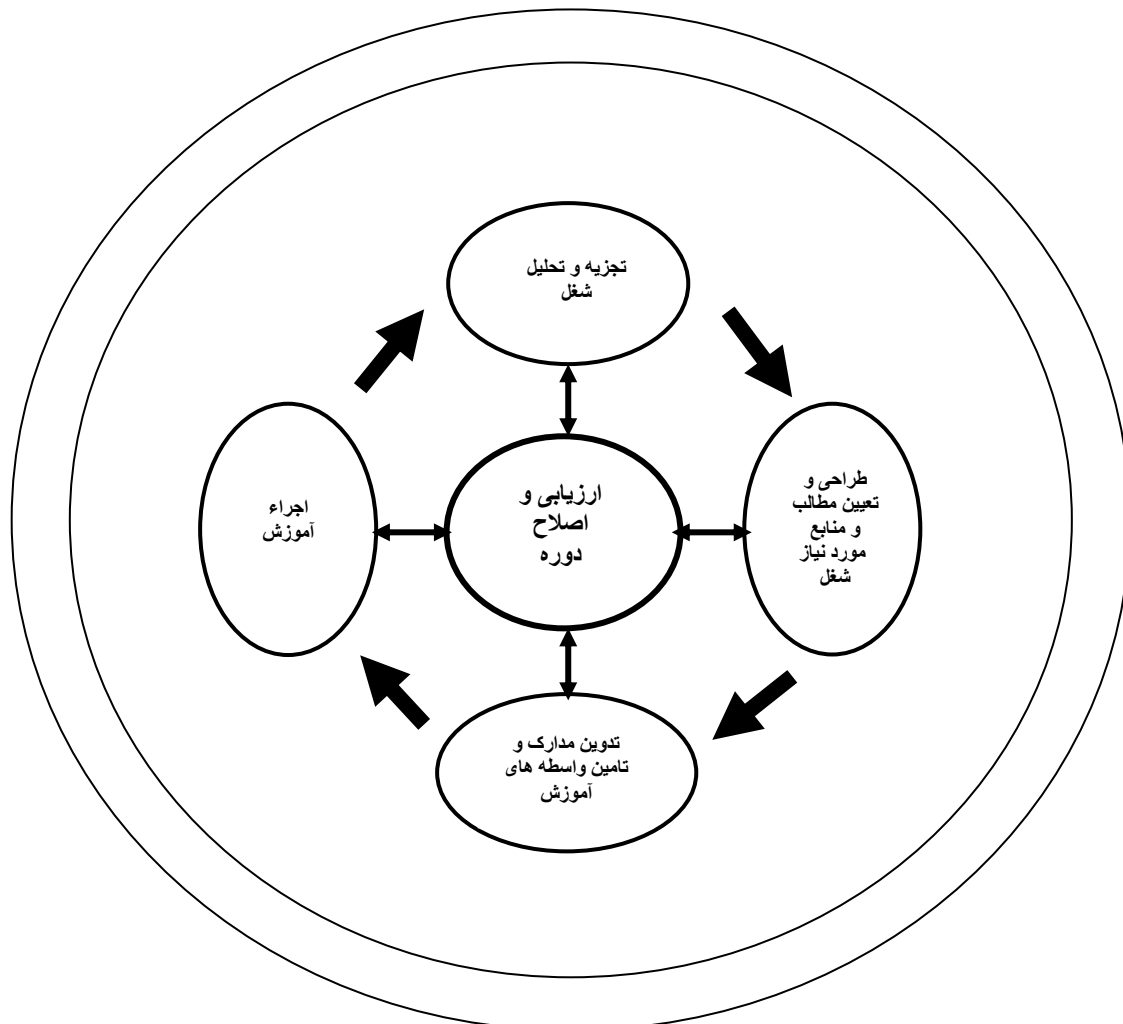 تجزیه و تحلیل
شغل
طراحی و
تعیین مطالب
و منابع
مورد نیاز
شغل
ارزیابی و
اصلاح
دوره
اجراء
آموزش
تدوین مدارک و
تامین واسطه های
آموزش